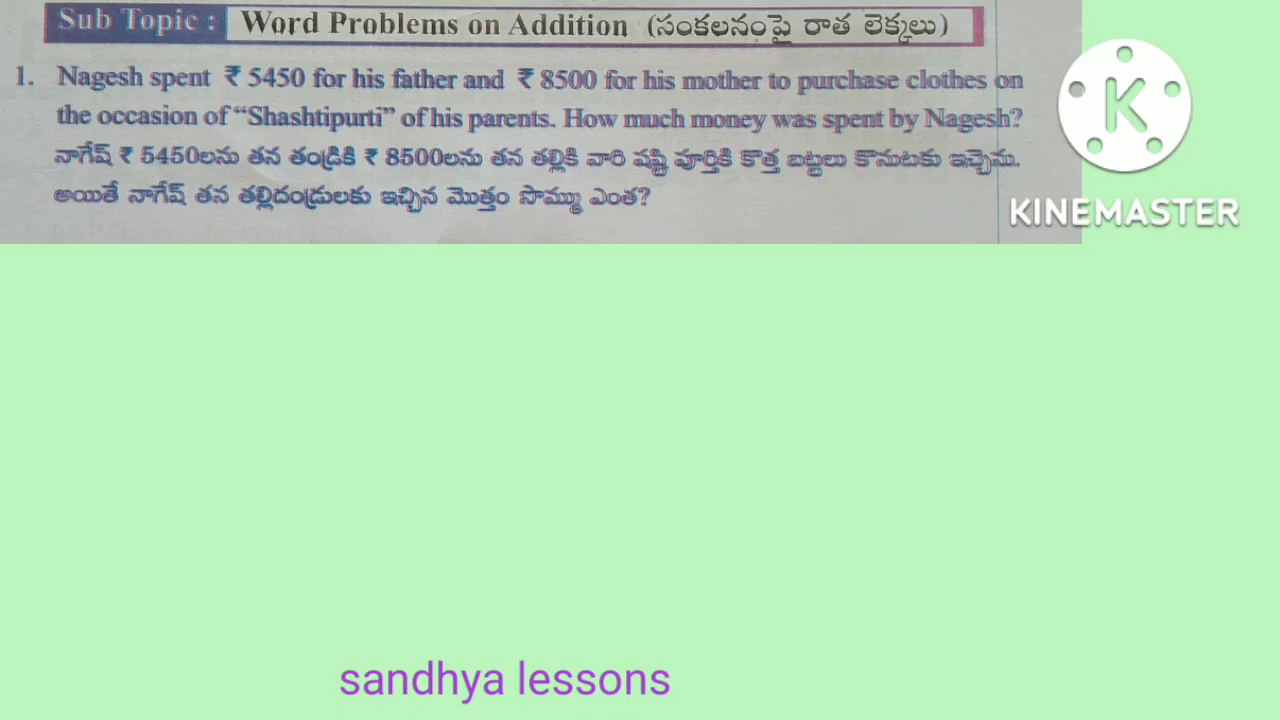 Sub Topic : Word Problems on Addition (సంకలనంపై రాత లెక్కలు)
1. Nagesh spent ₹ 5450 for his father and ₹ 8500 for his mother to purchase clothes on
the occasion of “Shashtipurti” of his parents. How much money was spent by Nagesh?
నాగేష్ ₹ 5450లను తన తండ్రికి ₹ 8500లను తన తల్లికి వారి షష్టి పూర్తికి కొత్త బట్టలు కొనుటకు ఇచ్చెను.
అయితే నాగేష్ తన తల్లిదండ్రులకు ఇచ్చిన మొత్తం సొమ్ము ఎంత?
K
KINEMASTER
sandhya lessons